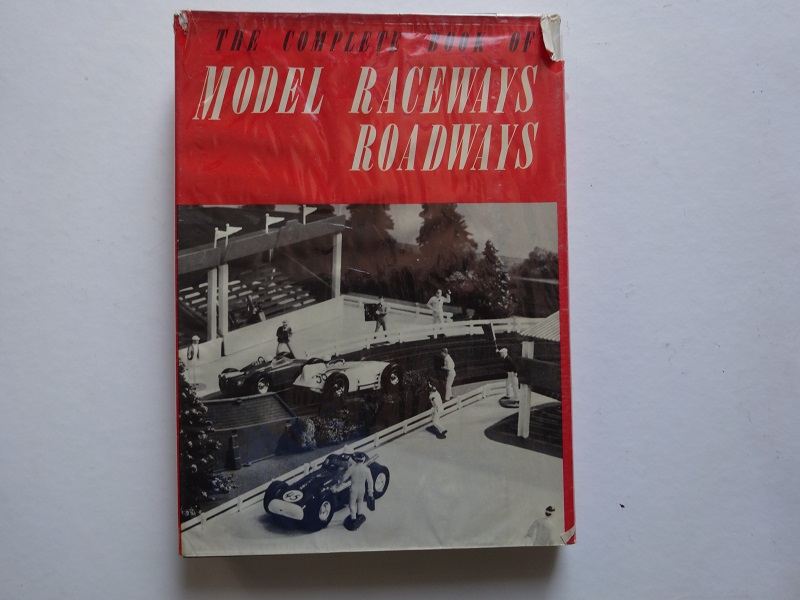 THE COMPLETE BOOK OF
MODEL RACEWAYS
ROADWAYS